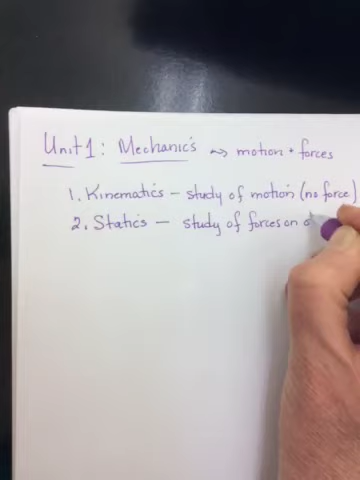 Unit 1: Mechanics ⇝ motion + forces
1. Kinematics – study of motion (no force)
2. Statics – study of forces on